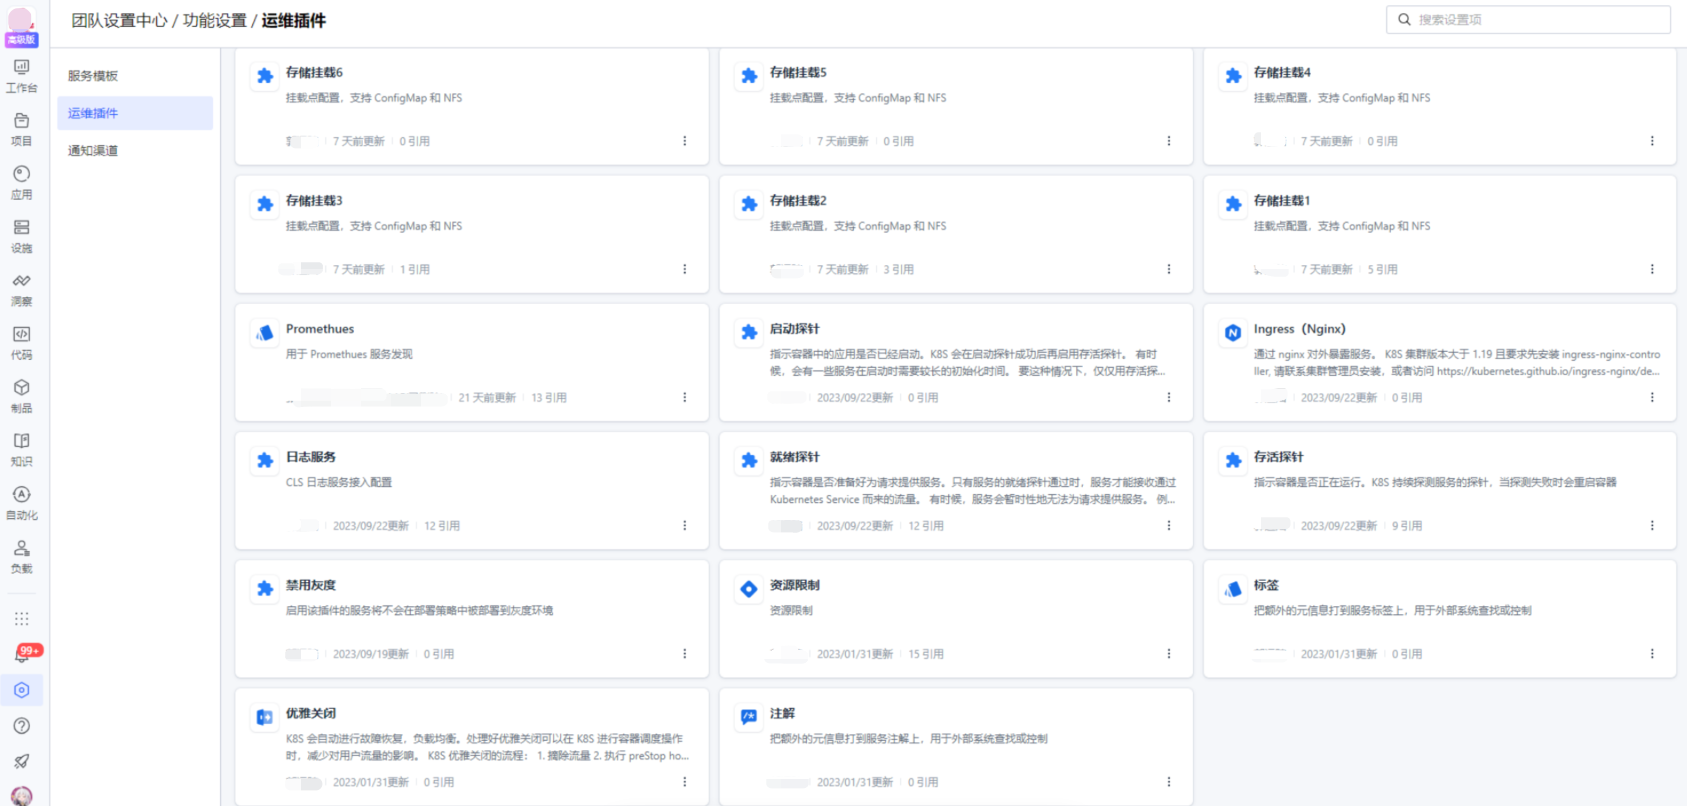 团队设置中心 / 功能设置 / 运维插件
搜索设置项
高级版
工作台
项目
应用
设施
洞察
代码
制品
知识
自动化
负载
99+
服务模板
运维插件
通知渠道
存储挂载6
挂载点配置，支持 ConfigMap 和 NFS
7 天前更新 0 引用
存储挂载5
挂载点配置，支持 ConfigMap 和 NFS
7 天前更新 0 引用
存储挂载4
挂载点配置，支持 ConfigMap 和 NFS
7 天前更新 0 引用
存储挂载3
挂载点配置，支持 ConfigMap 和 NFS
7 天前更新 1 引用
存储挂载2
挂载点配置，支持 ConfigMap 和 NFS
7 天前更新 3 引用
存储挂载1
挂载点配置，支持 ConfigMap 和 NFS
7 天前更新 5 引用
Promethues
用于 Promethues 服务发现
21 天前更新 13 引用
启动探针
指示容器中的应用是否已经启动。K8S 会在启动探针成功后再启用存活探针。 有时
候，会有一些服务在启动时需要较长的初始化时间。 要这种情况下，仅仅用存活探...
2023/09/22更新 0 引用
Ingress（Nginx）
通过 nginx 对外暴露服务。 K8S 集群版本大于 1.19 且要求先安装 ingress-nginx-contro
ller, 请联系集群管理员安装，或者访问 https://kubernetes.github.io/ingress-nginx/de...
2023/09/22更新 0 引用
日志服务
CLS 日志服务接入配置
2023/09/22更新 12 引用
就绪探针
指示容器是否准备好为请求提供服务。只有服务的就绪探针通过时，服务才能接收通过
Kubernetes Service 而来的流量。 有时候，服务会暂时性地无法为请求提供服务。 例...
2023/09/22更新 12 引用
存活探针
指示容器是否正在运行。K8S 持续探测服务的探针，当探测失败时会重启容器
2023/09/22更新 9 引用
禁用灰度
启用该插件的服务将不会在部署策略中被部署到灰度环境
2023/09/19更新 0 引用
资源限制
资源限制
2023/01/31更新 15 引用
标签
把额外的元信息打到服务标签上，用于外部系统查找或控制
2023/01/31更新 0 引用
优雅关闭
K8S 会自动进行故障恢复，负载均衡。处理好优雅关闭可以在 K8S 进行容器调度操作
时，减少对用户流量的影响。 K8S 优雅关闭的流程： 1. 摘除流量 2. 执行 preStop ho...
2023/01/31更新 0 引用
注解
把额外的元信息打到服务注解上，用于外部系统查找或控制
2023/01/31更新 0 引用